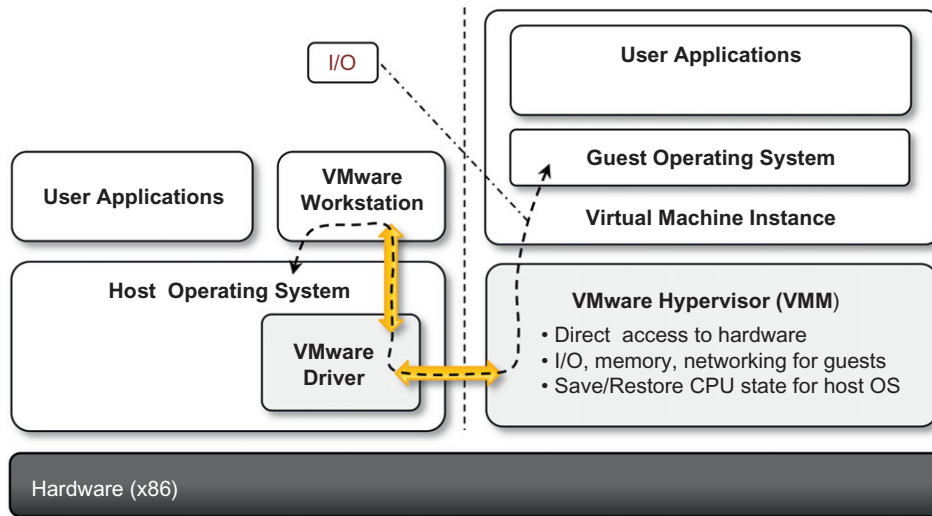 I/O
User Applications
VMware
Workstation
Host  Operating System
VMware
Driver
User Applications
Guest Operating System
Virtual Machine Instance
VMware Hypervisor (VMM)
• Direct  access to hardware
• I/O, memory, networking for guests
• Save/Restore CPU state for host OS
Hardware (x86)